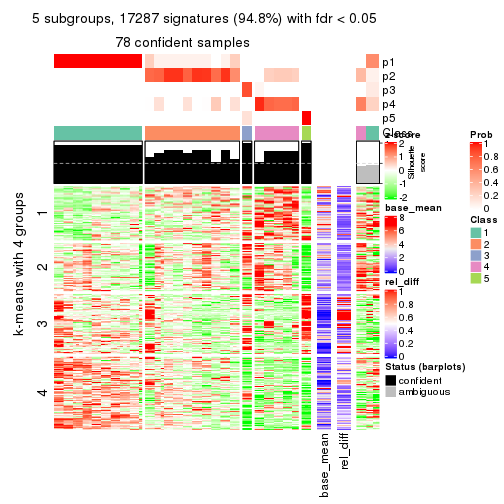 5 subgroups, 17287 signatures (94.8%) with fdr < 0.05
78 confident samples
p1
p2
p3
p4
p5
Class
z-score
2
1
0
-1
-2
Silhouette
score
base_mean
8
6
4
2
0
rel_diff
1
0.8
0.6
0.4
0.2
0
Prob
1
0.8
0.6
0.4
0.2
0
Class
1
2
3
4
5
Status (barplots)
confident
ambiguous
k-means with 4 groups
1
2
3
4
base_mean
rel_diff